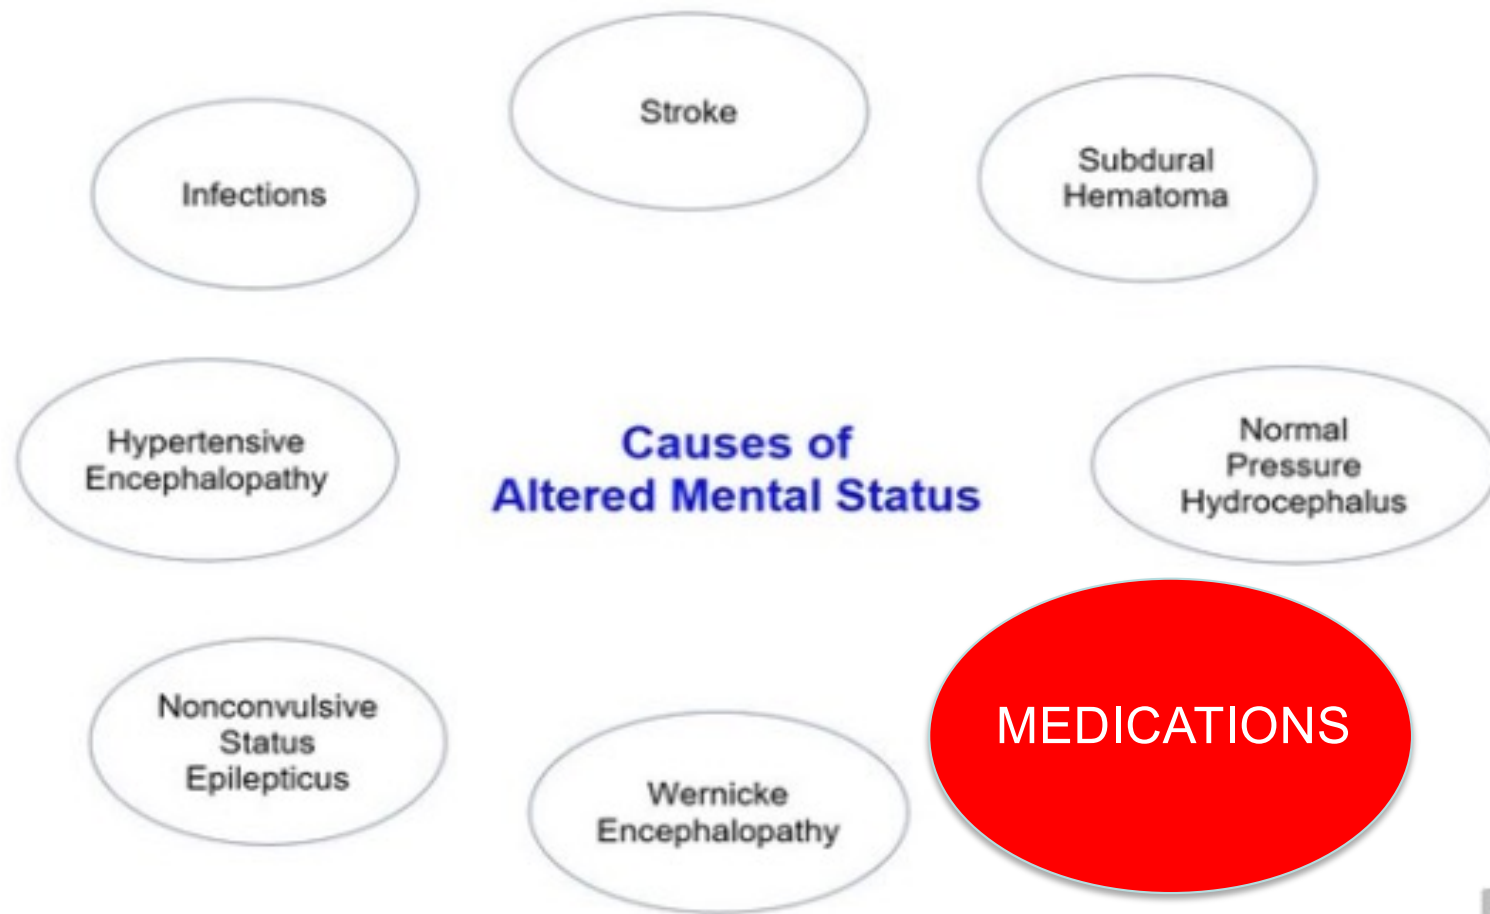 Stroke
Subdural
Hematoma
Infections
Causes of
Altered Mental Status
Hypertensive
Encephalopathy
Normal
Pressure
Hydrocephalus
Nonconvulsive
Status
Epilepticus
Wernicke
Encephalopathy
MEDICATIONS